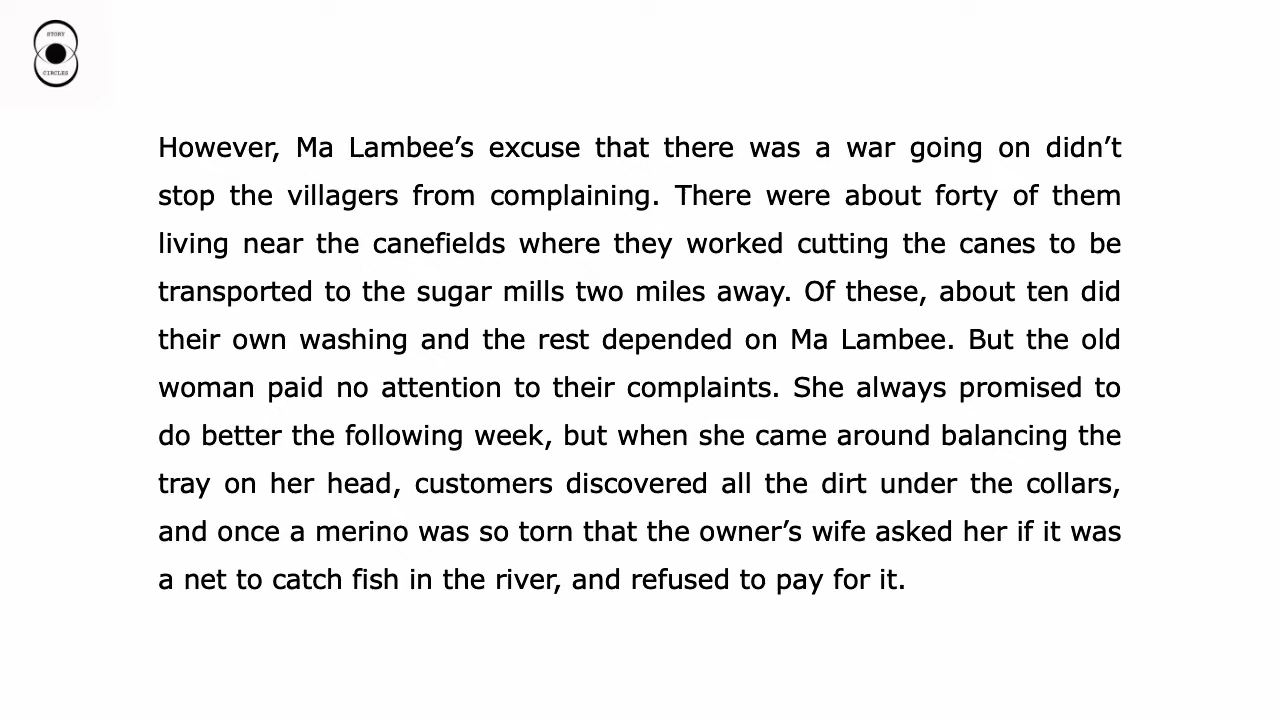 STORY
CIRCLES
However, Ma Lambee’s excuse that there was a war going on didn’t
stop the villagers from complaining. There were about forty of them
living near the canefields where they worked cutting the canes to be
transported to the sugar mills two miles away. Of these, about ten did
their own washing and the rest depended on Ma Lambee. But the old
woman paid no attention to their complaints. She always promised to
do better the following week, but when she came around balancing the
tray on her head, customers discovered all the dirt under the collars,
and once a merino was so torn that the owner’s wife asked her if it was
a net to catch fish in the river, and refused to pay for it.